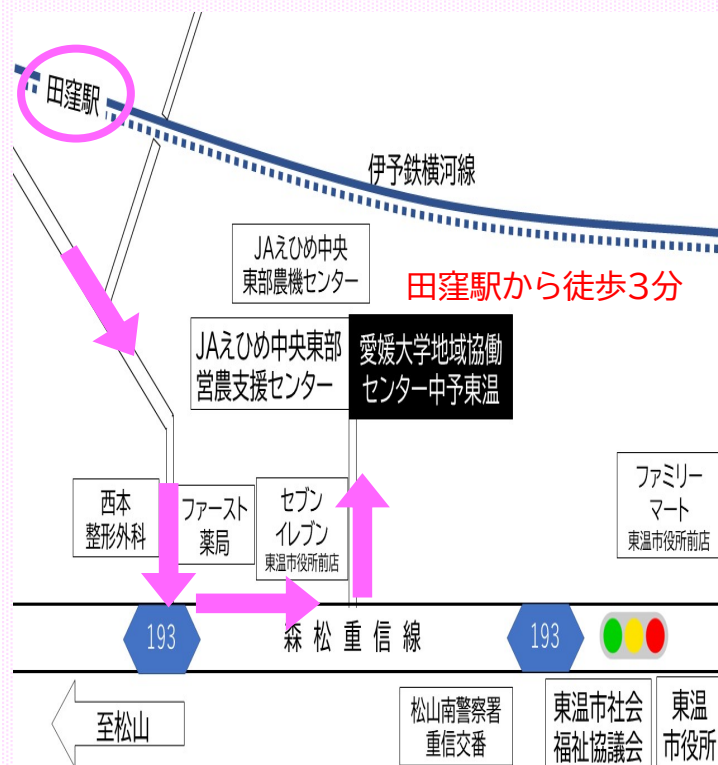 田窪駅
伊予鉄横河線
JAえひめ中央
東部農機センター
田窪駅から徒歩3分
JAえひめ中央東部
営農支援センター
愛媛大学地域協働
センター中予東温
西本
整形外科
ファースト
薬局
セブン
イレブン
東温市役所前店
ファミリー
マート
東温市役所前店
193
森松重信線
193
至松山
松山南警察署
重信交番
東温市社会
福祉協議会
東温
市役所